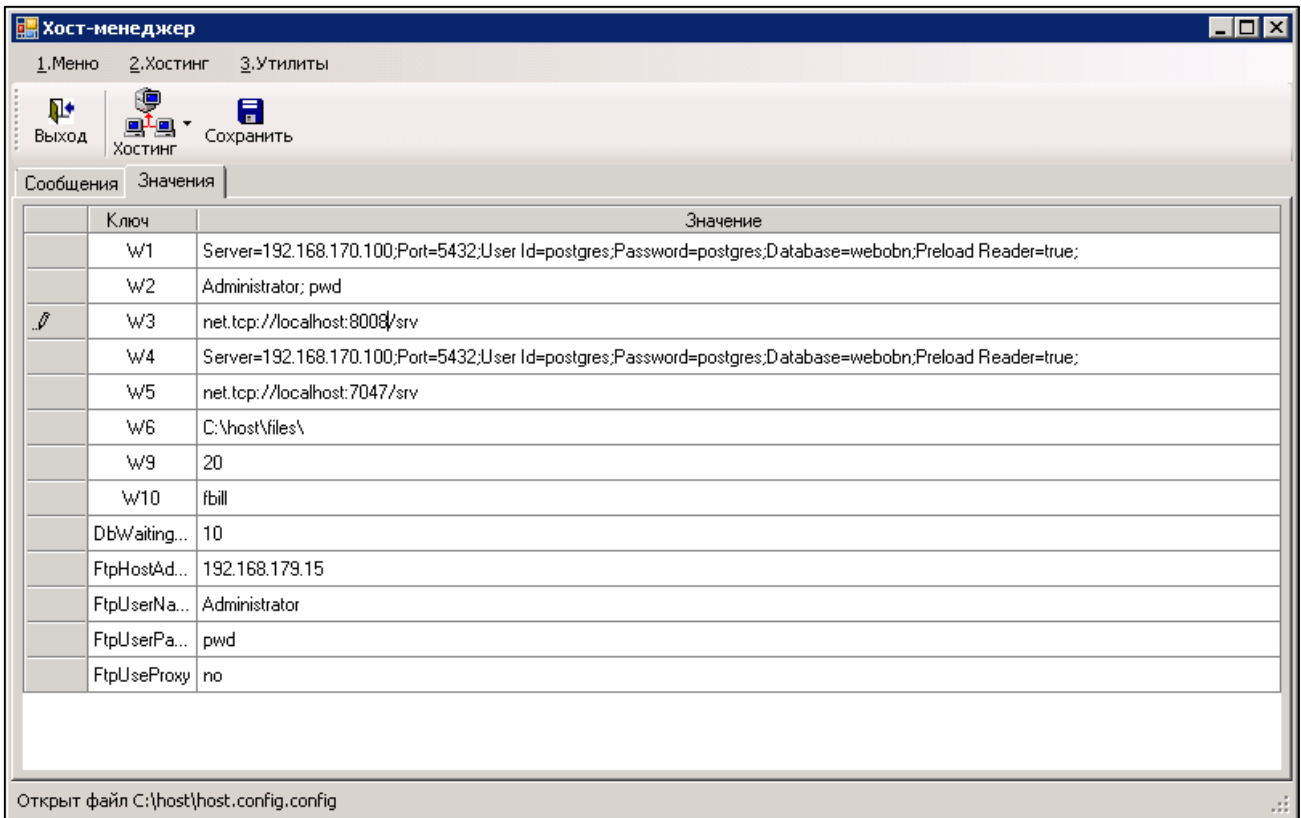 Хост-менеджер
1.Меню 2.Хостинг 3.Утилиты
Выход Хостинг Сохранить
Сообщения Значения
Ключ Значение
W1 Server=192.168.170.100;Port=5432;User Id=postgres;Password=postgres;Database=webobn;Preload Reader=true;
W2 Administrator; pwd
W3 net.tcp://localhost:8008/srv
W4 Server=192.168.170.100;Port=5432;User Id=postgres;Password=postgres;Database=webobn;Preload Reader=true;
W5 net.tcp://localhost:7047/srv
W6 C:\host\files\
W9 20
W10 fbill
DbWaiting... 10
FtpHostAd... 192.168.179.15
FtpUserNa... Administrator
FtpUserPa... pwd
FtpUseProxy no
Открыт файл C:\host\host.config.config